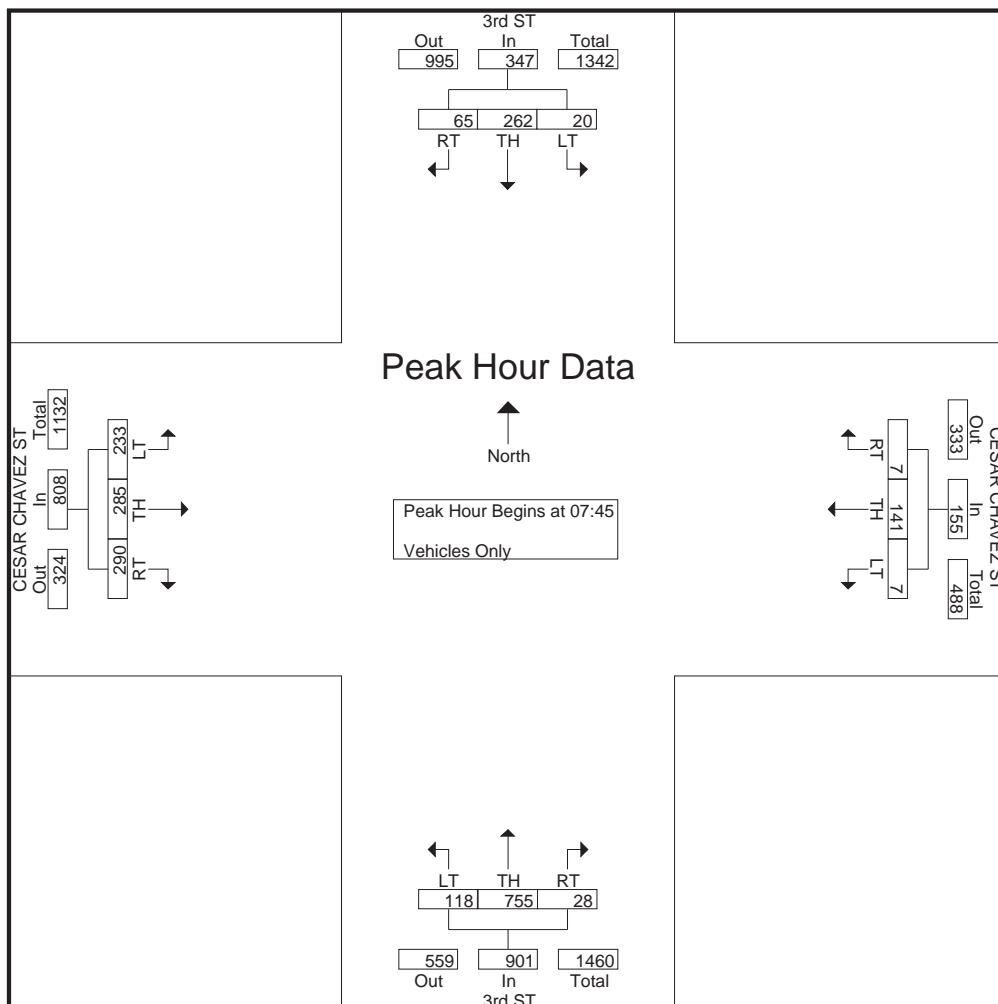 3rd ST
Out In Total
995 347 1342
65 262 20
RT TH LT
Peak Hour Data
North
Peak Hour Begins at 07:45
Vehicles Only
CESAR CHAVEZ ST
Total In Out
1132 808 324
233 285 290
LT TH RT
CESAR CHAVEZ ST
Out In Total
333 155 488
7 141 7
RT TH LT
LT TH RT
118 755 28
559 901 1460
Out In Total
3rd ST